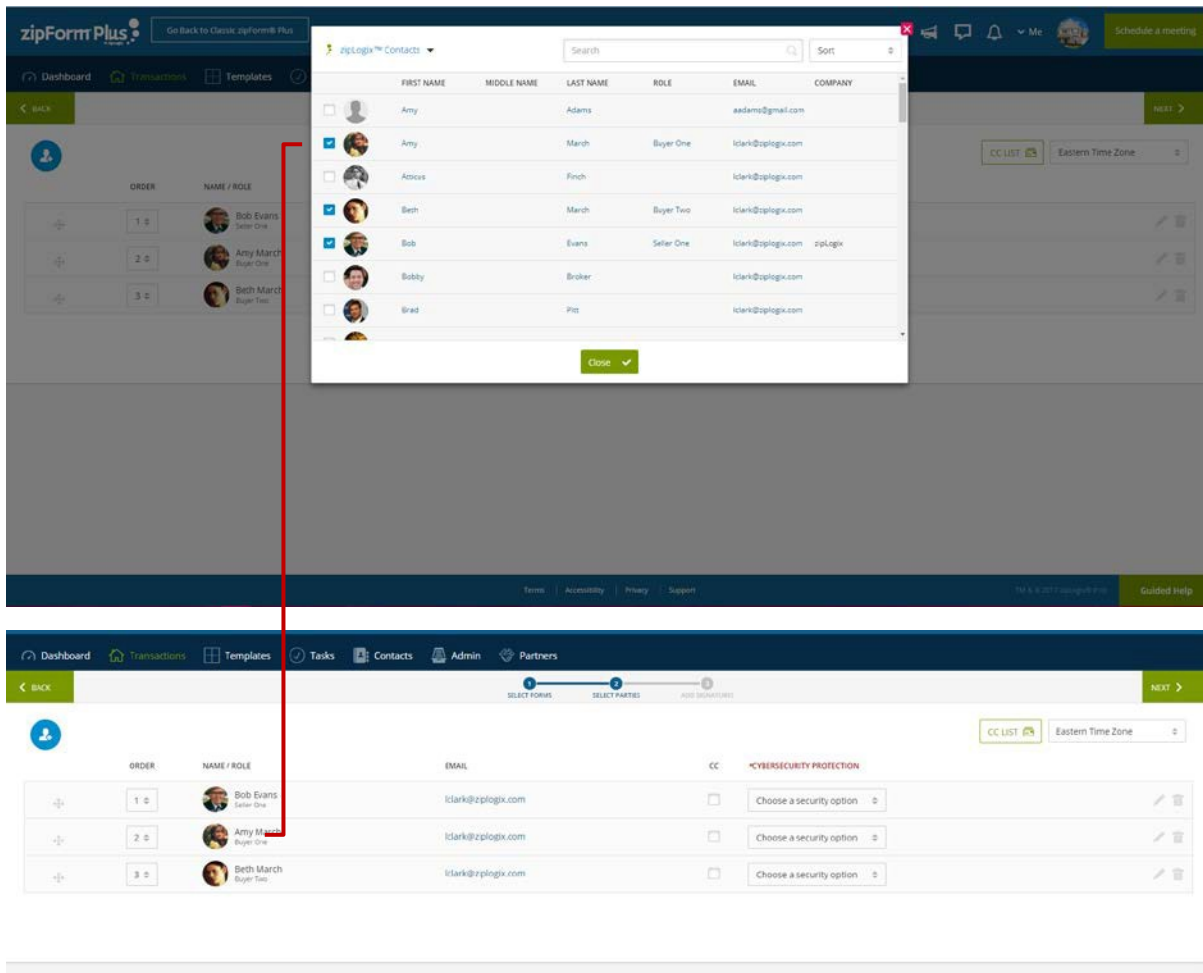 zipForm Plus
Go Back to Classic zipForm® Plus
Me
Schedule a meeting
Dashboard Transactions Templates
BACK
NEXT
zipLogix™ Contacts
Search
Sort
FIRST NAME MIDDLE NAME LAST NAME ROLE EMAIL COMPANY
Amy Adams aadams@gmail.com
Amy March Buyer One lclark@ziplogix.com
Atticus Finch lclark@ziplogix.com
Beth March Buyer Two lclark@ziplogix.com
Bob Evans Seller One lclark@ziplogix.com zipLogix
Bobby Broker lclark@ziplogix.com
Brad Pitt lclark@ziplogix.com
Close
CC LIST Eastern Time Zone
ORDER NAME / ROLE
1 Bob Evans
Seller One
2 Amy March
Buyer One
3 Beth March
Buyer Two
Terms | Accessibility | Privacy | Support
Guided Help
Dashboard Transactions Templates Tasks Contacts Admin Partners
BACK
1 2 3
SELECT FORMS SELECT PARTIES ADD SIGNATURES
NEXT
CC LIST Eastern Time Zone
ORDER NAME / ROLE EMAIL CC *CYBERSECURITY PROTECTION
1 Bob Evans lclark@ziplogix.com Choose a security option
Seller One
2 Amy March lclark@ziplogix.com Choose a security option
Buyer One
3 Beth March lclark@ziplogix.com Choose a security option
Buyer Two